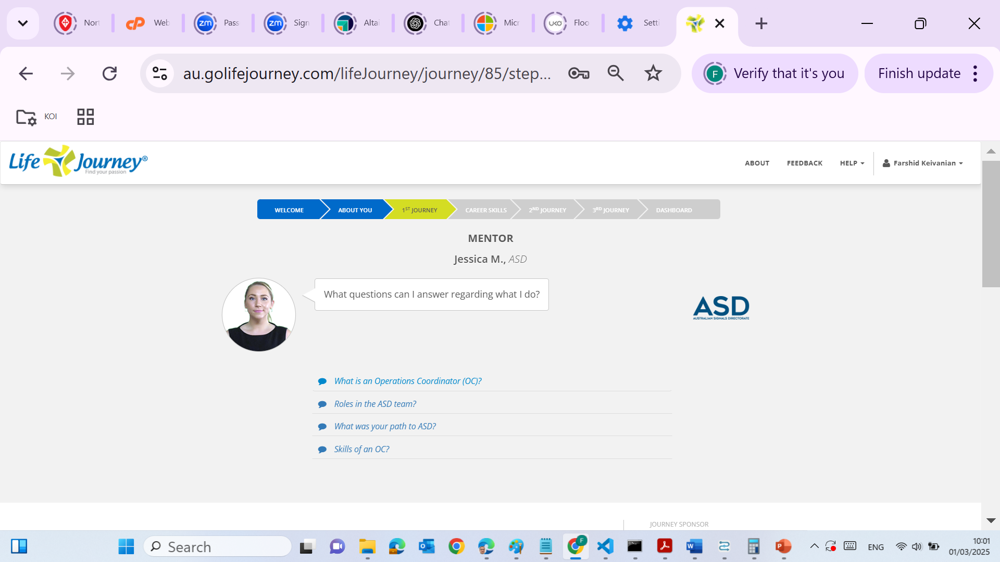 Nort
Web
Pass
Sign
Altai
Chat
Micr
Floo
Setti
au.golifejourney.com/lifeJourney/journey/85/step...
Verify that it's you
Finish update
KOI
Life Journey®
Find your passion
ABOUT
FEEDBACK
HELP
Farshid Keivanian
WELCOME
ABOUT YOU
1ST JOURNEY
CAREER SKILLS
2ND JOURNEY
3RD JOURNEY
DASHBOARD
MENTOR
Jessica M., ASD
What questions can I answer regarding what I do?
ASD
AUSTRALIAN SIGNALS DIRECTORATE
What is an Operations Coordinator (OC)?
Roles in the ASD team?
What was your path to ASD?
Skills of an OC?
JOURNEY SPONSOR
Search
ENG
10:01
01/03/2025